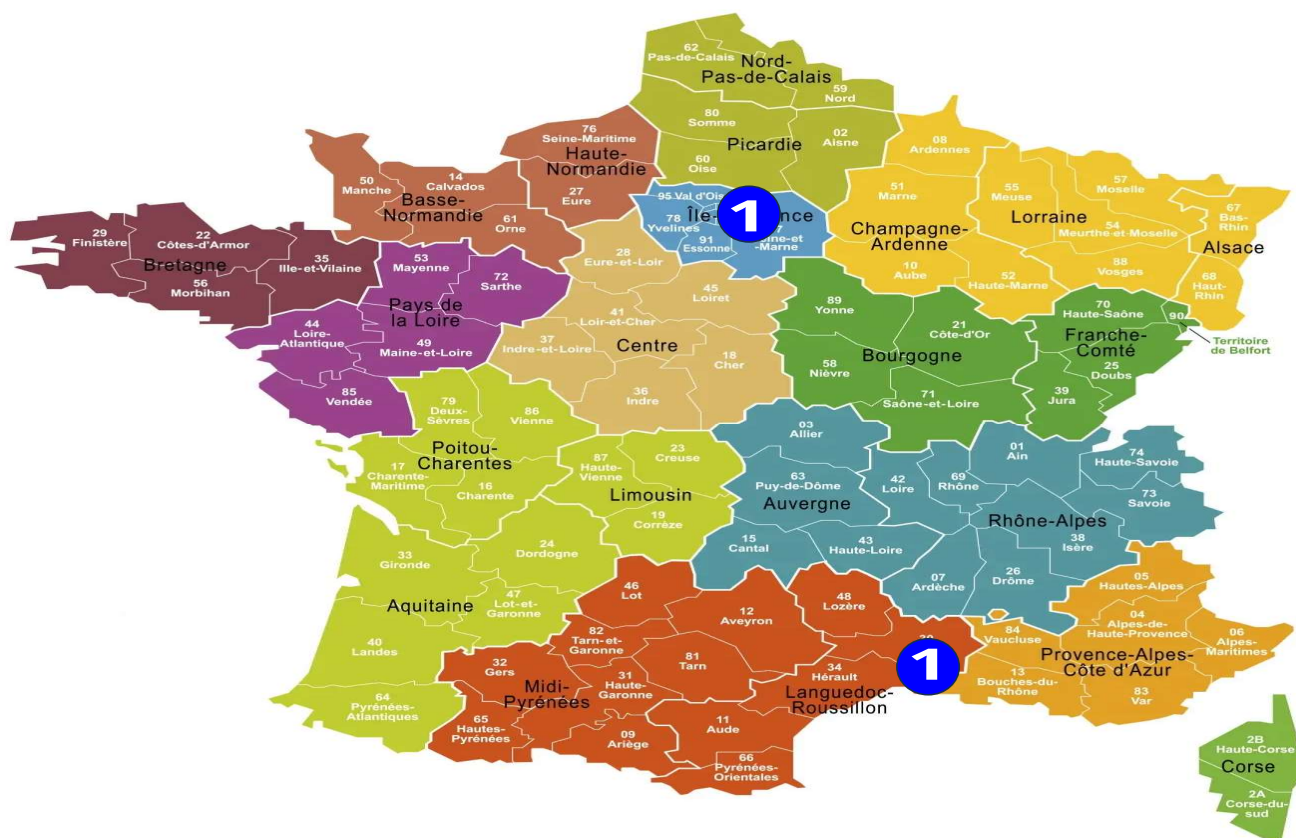 62
Pas-de-Calais
Nord-
Pas-de-Calais
59
Nord
80
Somme
02
Aisne
Picardie
60
Oise
76
Seine-Maritime
Haute-
Normandie
27
Eure
50
Manche
14
Calvados
Basse-
Normandie
61
Orne
08
Ardennes
51
Marne
Champagne-
Ardenne
10
Aube
52
Haute-Marne
55
Meuse
57
Moselle
Lorraine
54
Meurthe-et-Moselle
88
Vosges
67
Bas-
Rhin
Alsace
68
Haut-
Rhin
95
78
Yvelines
91
Essonne
1
-Marne
29
Finistère
22
Côtes-d'Armor
Bretagne
35
Ille-et-Vilaine
56
Morbihan
53
Mayenne
72
Sarthe
Pays de
la Loire
44
Loire-
Atlantique
49
Maine-et-Loire
85
Vendée
28
Eure-et-Loir
45
Loiret
41
Loir-et-Cher
37
Indre-et-Loire
Centre
18
Cher
36
Indre
89
Yonne
21
Côte-d'Or
Bourgogne
58
Nièvre
71
Saône-et-Loire
70
Haute-Saône
90
Territoire
de Belfort
Franche-
Comté
25
Doubs
39
Jura
79
Deux-
Sèvres
86
Vienne
Poitou-
Charentes
17
Charente-
Maritime
16
Charente
23
Creuse
87
Haute-
Vienne
Limousin
19
Corrèze
03
Allier
63
Puy-de-Dôme
Auvergne
15
Cantal
43
Haute-Loire
42
Loire
69
Rhône
01
Ain
74
Haute-Savoie
73
Savoie
Rhône-Alpes
38
Isère
07
Ardèche
26
Drôme
33
Gironde
24
Dordogne
47
Lot-et-
Garonne
Aquitaine
40
Landes
64
Pyrénées-
Atlantiques
46
Lot
12
Aveyron
82
Tarn-et-
Garonne
81
Tarn
32
Gers
31
Haute-
Garonne
Midi-
Pyrénées
65
Hautes-
Pyrénées
09
Ariège
48
Lozère
1
34
Hérault
Languedoc-
Roussillon
11
Aude
66
Pyrénées-
Orientales
05
Hautes-Alpes
04
Alpes-de-
Haute-Provence
06
Alpes-
Maritimes
84
Vaucluse
Provence-Alpes-
Côte d'Azur
13
Bouches-du-
Rhône
83
Var
2B
Haute-Corse
Corse
2A
Corse-du-
sud